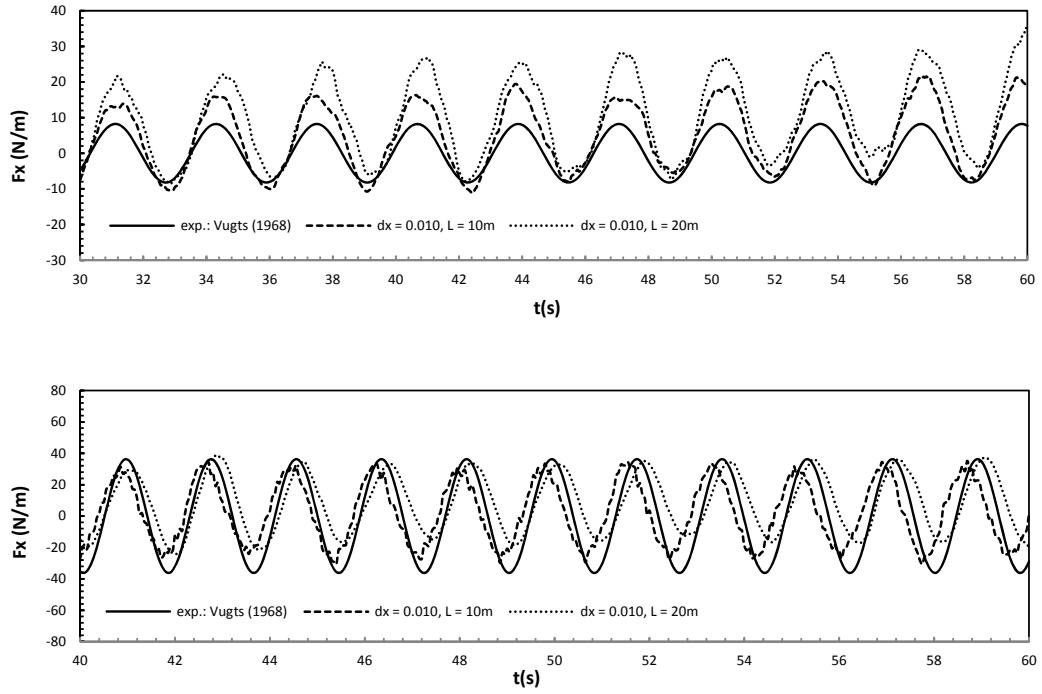 40
30
20
10
0
-10
-20
-30
Fx (N/m)
exp.: Vugts (1968) dx = 0.010, L = 10m dx = 0.010, L = 20m
30 32 34 36 38 40 42 44 46 48 50 52 54 56 58 60
t(s)
80
60
40
20
0
-20
-40
-60
-80
Fx (N/m)
exp.: Vugts (1968) dx = 0.010, L = 10m dx = 0.010, L = 20m
40 42 44 46 48 50 52 54 56 58 60
t(s)